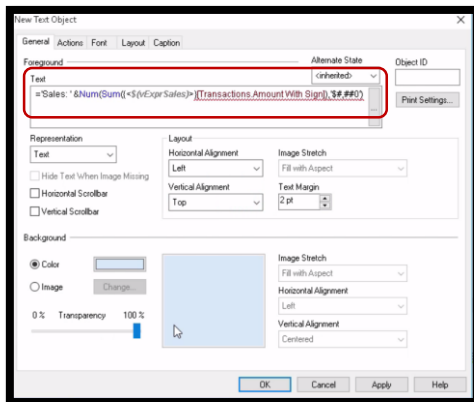 New Text Object
General Actions Font Layout Caption
Foreground Alternate State Object ID
Text <inherited>
='Sales: ' &Num(Sum({<$(vExprSales)>}[Transactions.Amount With Sign]),'$#,##0')
...
Print Settings...
Representation Layout
Text Horizontal Alignment Image Stretch
Left Fill with Aspect
Hide Text When Image Missing
Horizontal Scrollbar Vertical Alignment Text Margin
Vertical Scrollbar Top 2 pt
Background
Color Image Stretch
Fill with Aspect
Image Change... Horizontal Alignment
Left
0 % Transparency 100 %
Vertical Alignment
Centered
OK Cancel Apply Help